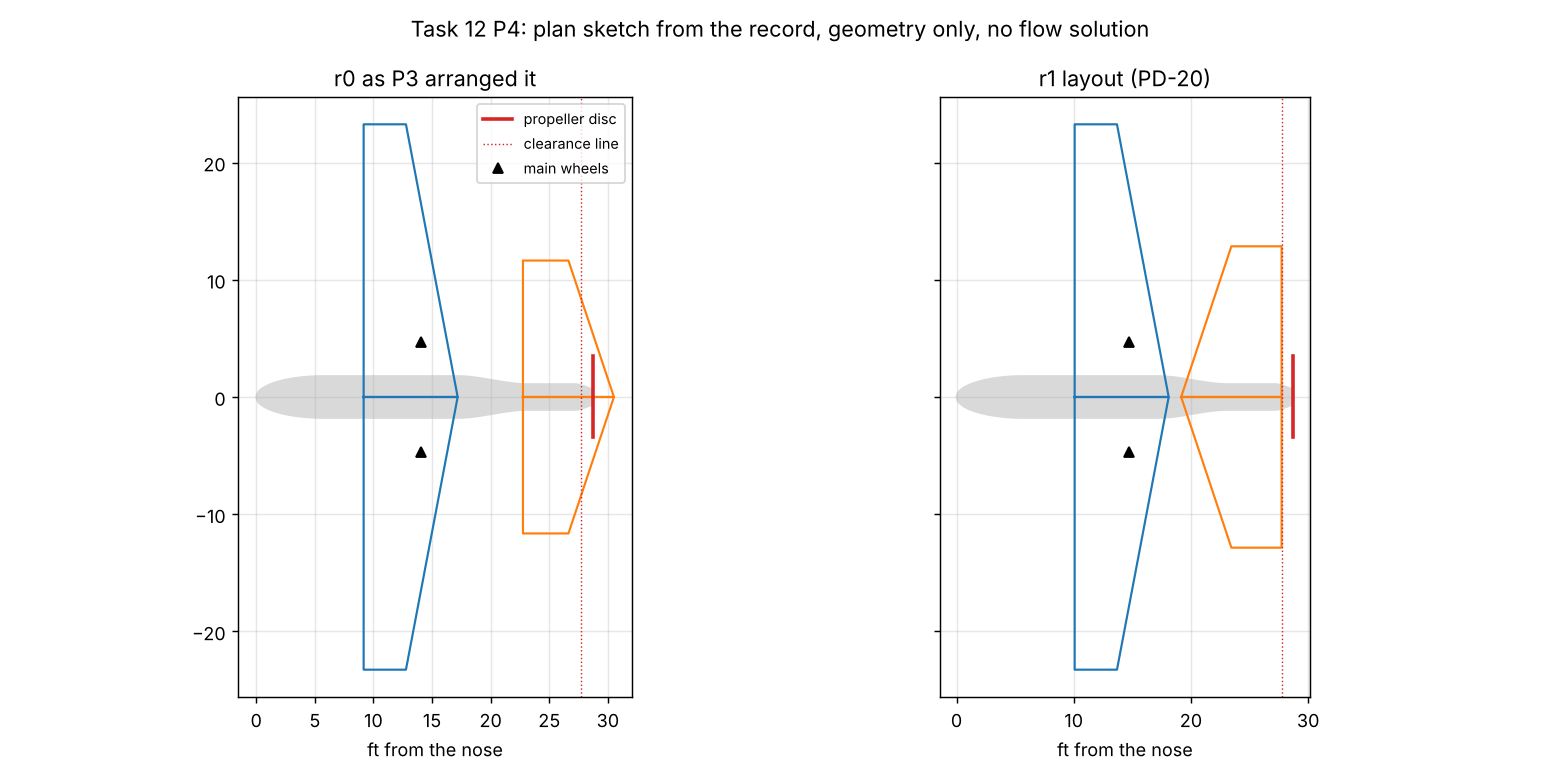 Task 12 P4: plan sketch from the record, geometry only, no flow solution
r0 as P3 arranged it
propeller disc
clearance line
main wheels
20
10
0
−10
−20
0 5 10 15 20 25 30
ft from the nose
r1 layout (PD-20)
0 10 20 30
ft from the nose